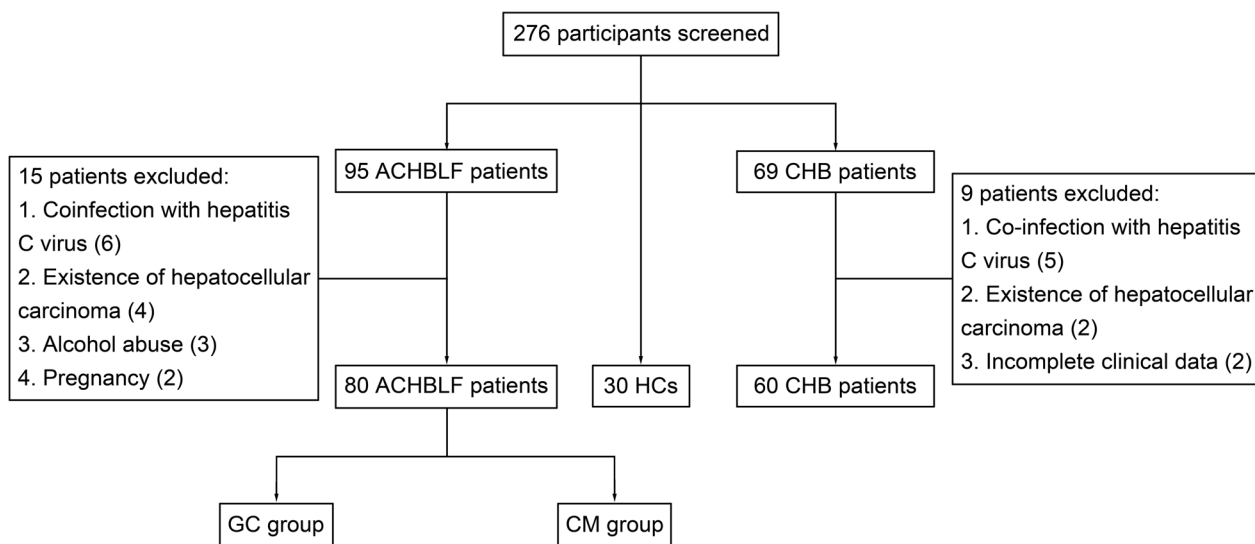 276 participants screened
95 ACHBLF patients
69 CHB patients
15 patients excluded:
1. Coinfection with hepatitis
C virus (6)
2. Existence of hepatocellular
carcinoma (4)
3. Alcohol abuse (3)
4. Pregnancy (2)
9 patients excluded:
1. Co-infection with hepatitis
C virus (5)
2. Existence of hepatocellular
carcinoma (2)
3. Incomplete clinical data (2)
80 ACHBLF patients
30 HCs
60 CHB patients
GC group
CM group